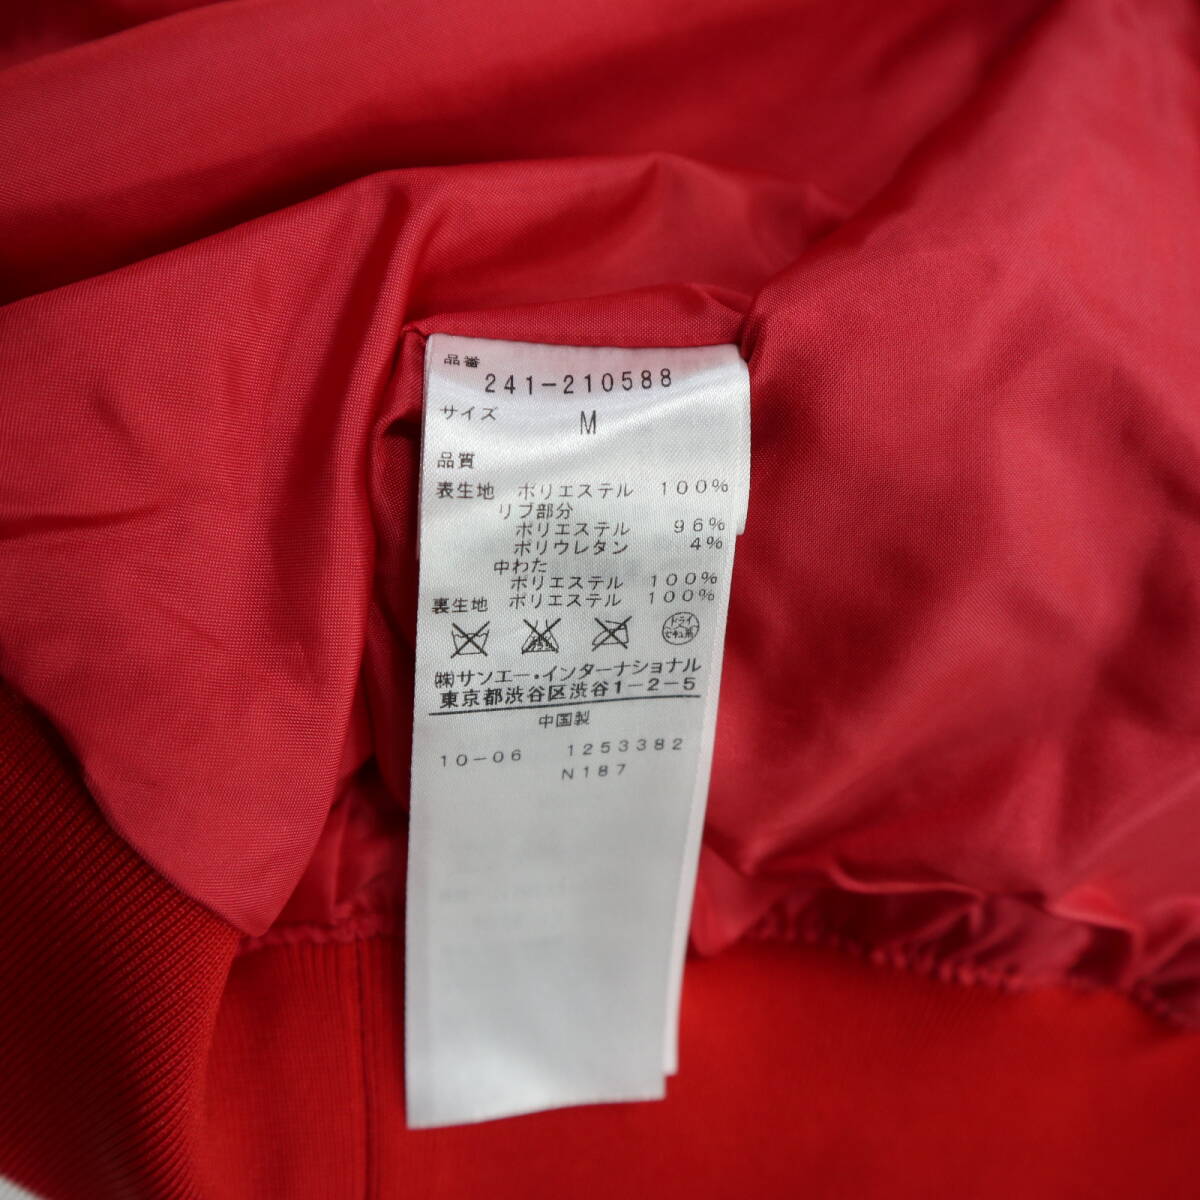 品番
241-210588
サイズ M
品質
表生地 ポリエステル 100%
リブ部分
ポリエステル 96%
ポリウレタン 4%
中わた
ポリエステル 100%
裏生地 ポリエステル 100%
ドライ
㈱サンエー・インターナショナル
東京都渋谷区渋谷1-2-5
中国製
10-06 1253382
N187